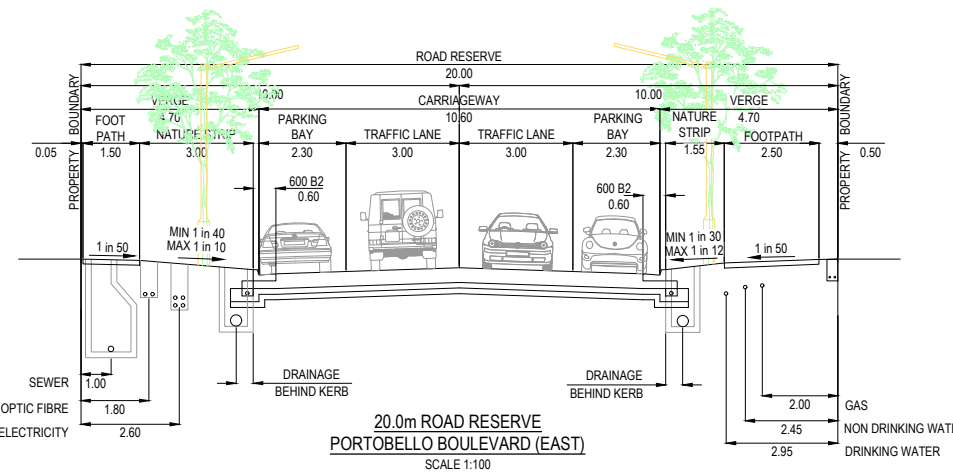 ROAD RESERVE
20.00
10.00
10.00
VERGE
CARRIAGEWAY
VERGE
4.70
10.60
4.70
PROPERTY BOUNDARY
FOOT
PATH
NATURE STRIP
PARKING
BAY
TRAFFIC LANE
TRAFFIC LANE
PARKING
BAY
NATURE
STRIP
FOOTPATH
PROPERTY BOUNDARY
0.05
1.50
3.00
2.30
3.00
3.00
2.30
1.55
2.50
0.50
600 B2
0.60
600 B2
0.60
1 in 50
MIN 1 in 40
MAX 1 in 10
MIN 1 in 30
MAX 1 in 12
1 in 50
DRAINAGE
BEHIND KERB
DRAINAGE
BEHIND KERB
SEWER
1.00
OPTIC FIBRE
1.80
ELECTRICITY
2.60
2.00
GAS
2.45
NON DRINKING WAT
2.95
DRINKING WATER
20.0m ROAD RESERVE
PORTOBELLO BOULEVARD (EAST)
SCALE 1:100